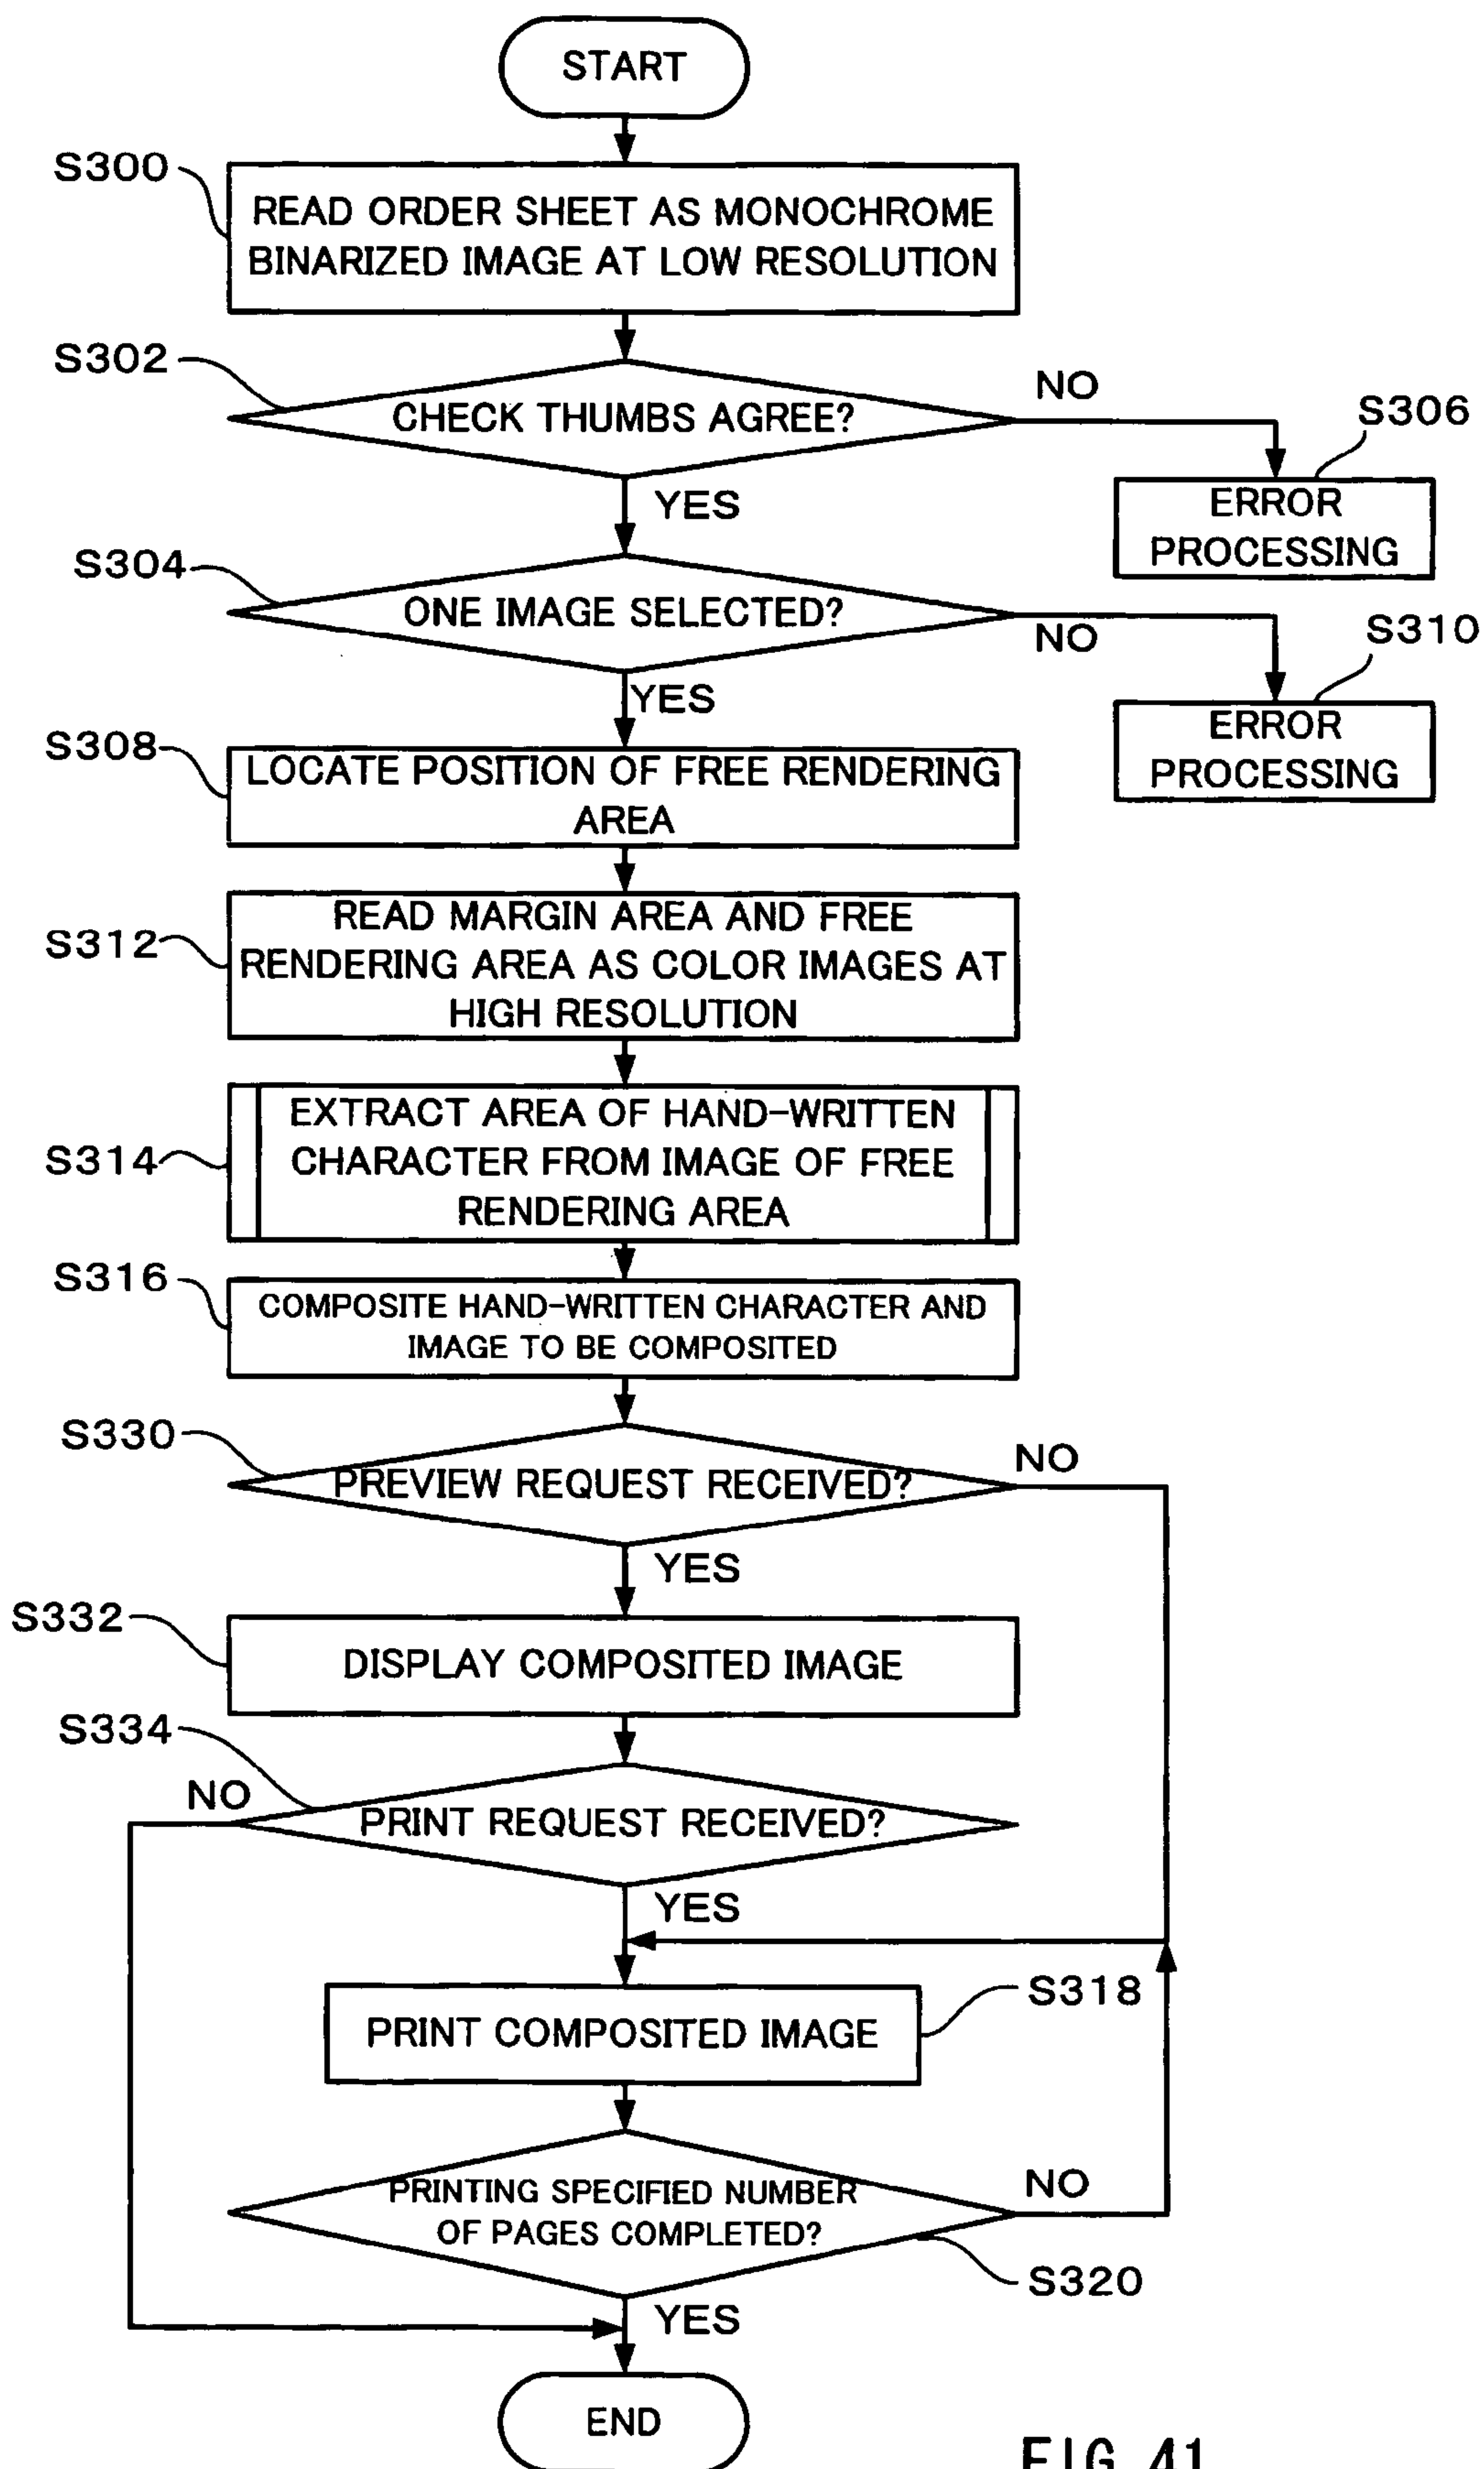 START
S300
READ ORDER SHEET AS MONOCHROME
BINARIZED IMAGE AT LOW RESOLUTION
S302
CHECK THUMBS AGREE?
NO
S306
ERROR
PROCESSING
YES
S304
ONE IMAGE SELECTED?
NO
S310
ERROR
PROCESSING
YES
S308
LOCATE POSITION OF FREE RENDERING
AREA
S312
READ MARGIN AREA AND FREE
RENDERING AREA AS COLOR IMAGES AT
HIGH RESOLUTION
S314
EXTRACT AREA OF HAND-WRITTEN
CHARACTER FROM IMAGE OF FREE
RENDERING AREA
S316
COMPOSITE HAND-WRITTEN CHARACTER AND
IMAGE TO BE COMPOSITED
S330
PREVIEW REQUEST RECEIVED?
NO
YES
S332
DISPLAY COMPOSITED IMAGE
S334
NO
PRINT REQUEST RECEIVED?
YES
S318
PRINT COMPOSITED IMAGE
PRINTING SPECIFIED NUMBER
OF PAGES COMPLETED?
NO
S320
YES
END
FIG. 41